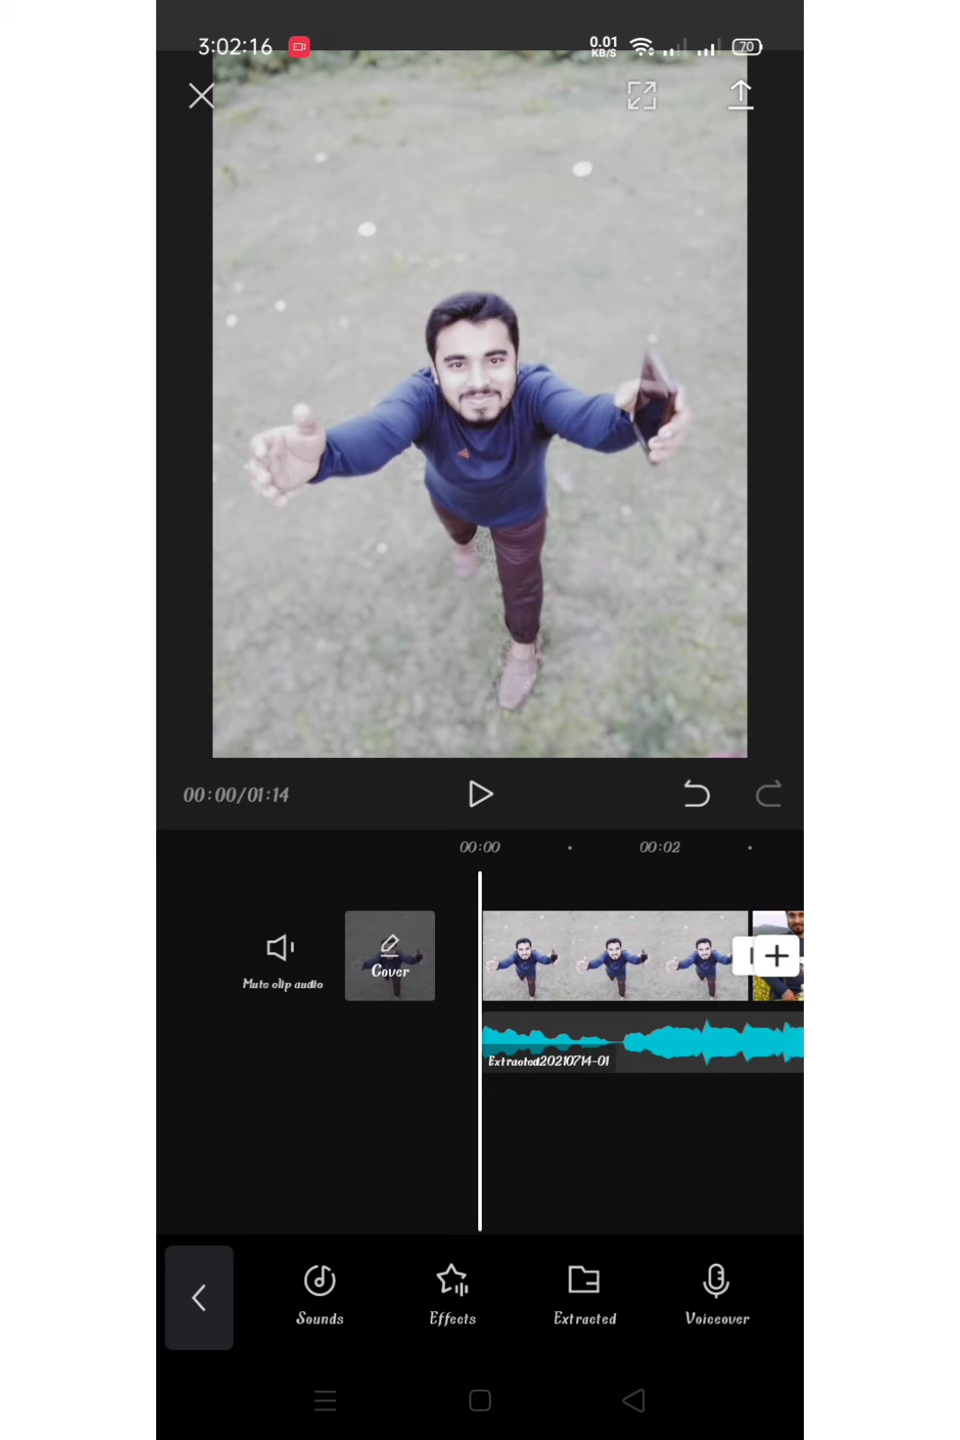 3:02:16
0.01
KB/S
70
00:00/01:14
00:00
00:02
Mute clip audio
Cover
Extracted20210714-01
Sounds
Effects
Extracted
Voiceover